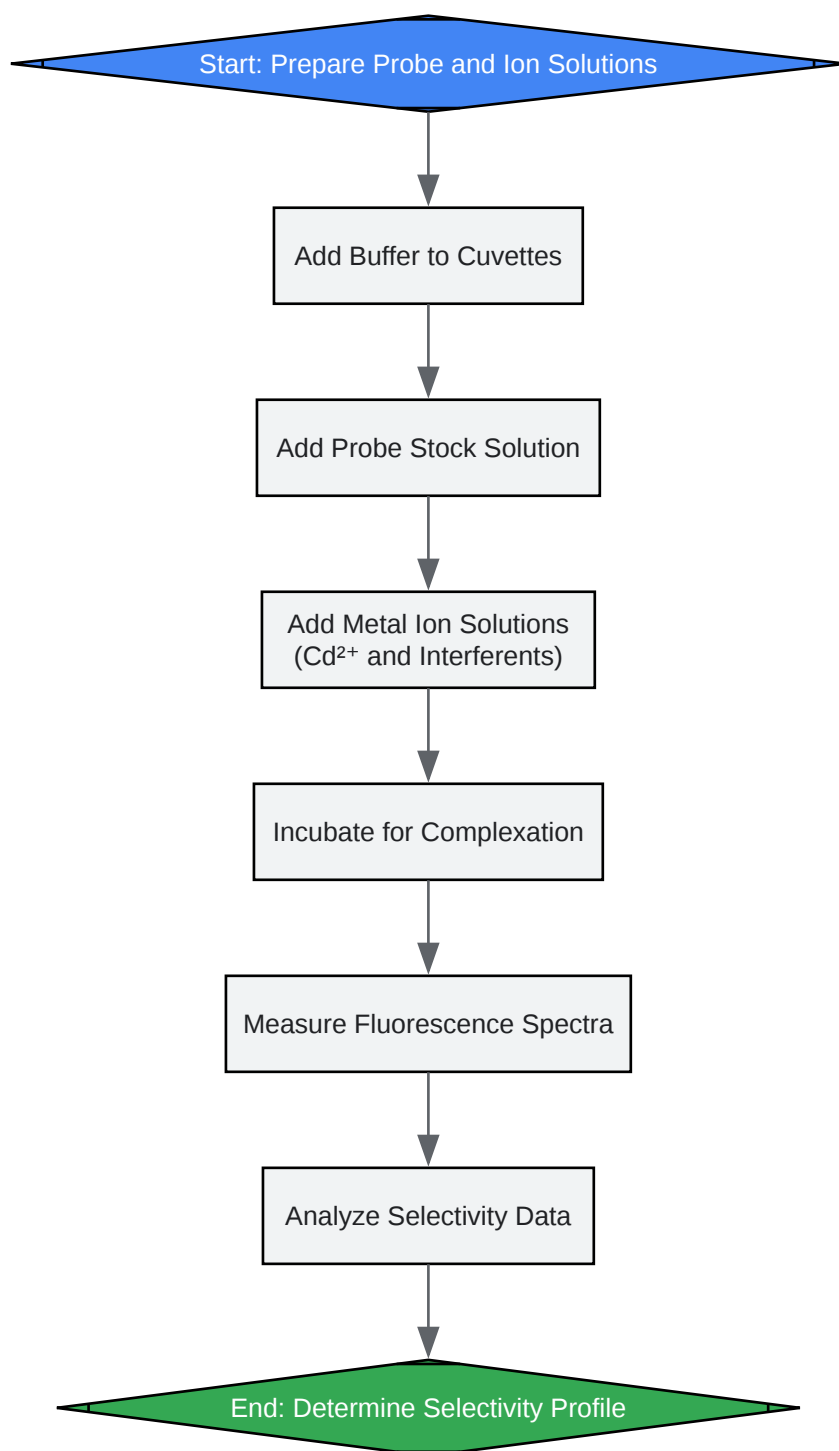 Start: Prepare Probe and Ion Solutions
Add Buffer to Cuvettes
Add Probe Stock Solution
Add Metal Ion Solutions
(Cd²⁺ and Interferents)
Incubate for Complexation
Measure Fluorescence Spectra
Analyze Selectivity Data
End: Determine Selectivity Profile